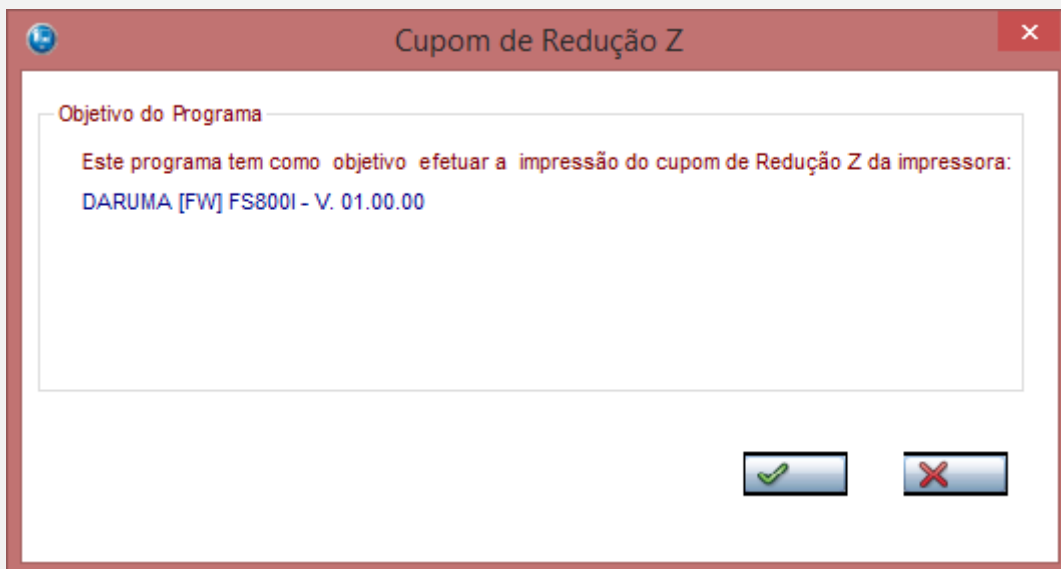 Cupom de Redução Z
Objetivo do Programa
Este programa tem como objetivo efetuar a impressão do cupom de Redução Z da impressora:
DARUMA [FW] FS800I - V. 01.00.00